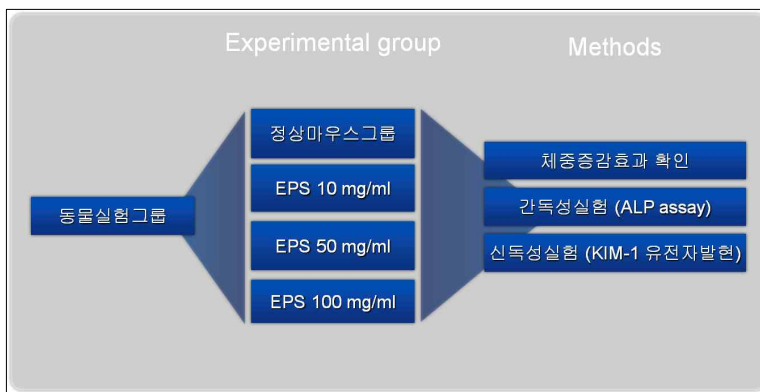 Experimental group
Methods
동물실험그룹
정상마우스그룹
EPS 10 mg/ml
EPS 50 mg/ml
EPS 100 mg/ml
체중증감효과 확인
간독성실험 (ALP assay)
신독성실험 (KIM-1 유전자발현)